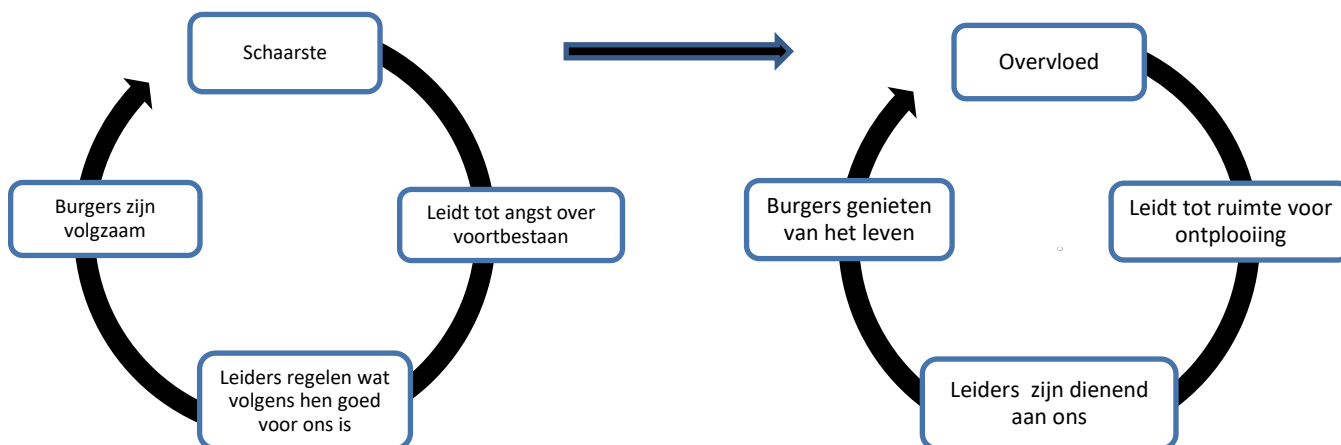 Schaarste
Leidt tot angst over
voortbestaan
Leiders regelen wat
volgens hen goed
voor ons is
Burgers zijn
volgzaam
Overvloed
Leidt tot ruimte voor
ontplooiing
Leiders  zijn dienend
aan ons
Burgers genieten
van het leven